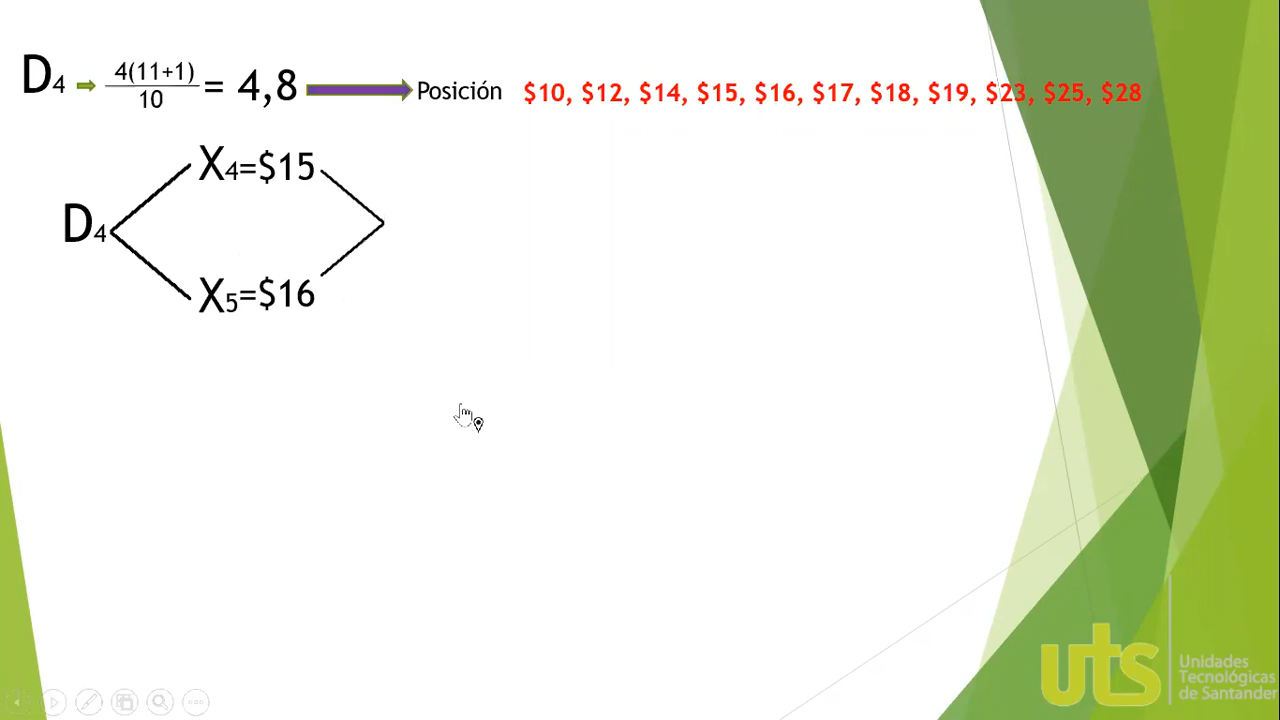 D4 4(11+1)/10 = 4,8 Posición $10, $12, $14, $15, $16, $17, $18, $19, $23, $25, $28
X4=$15
D4
X5=$16
uts Unidades
Tecnológicas
de Santander